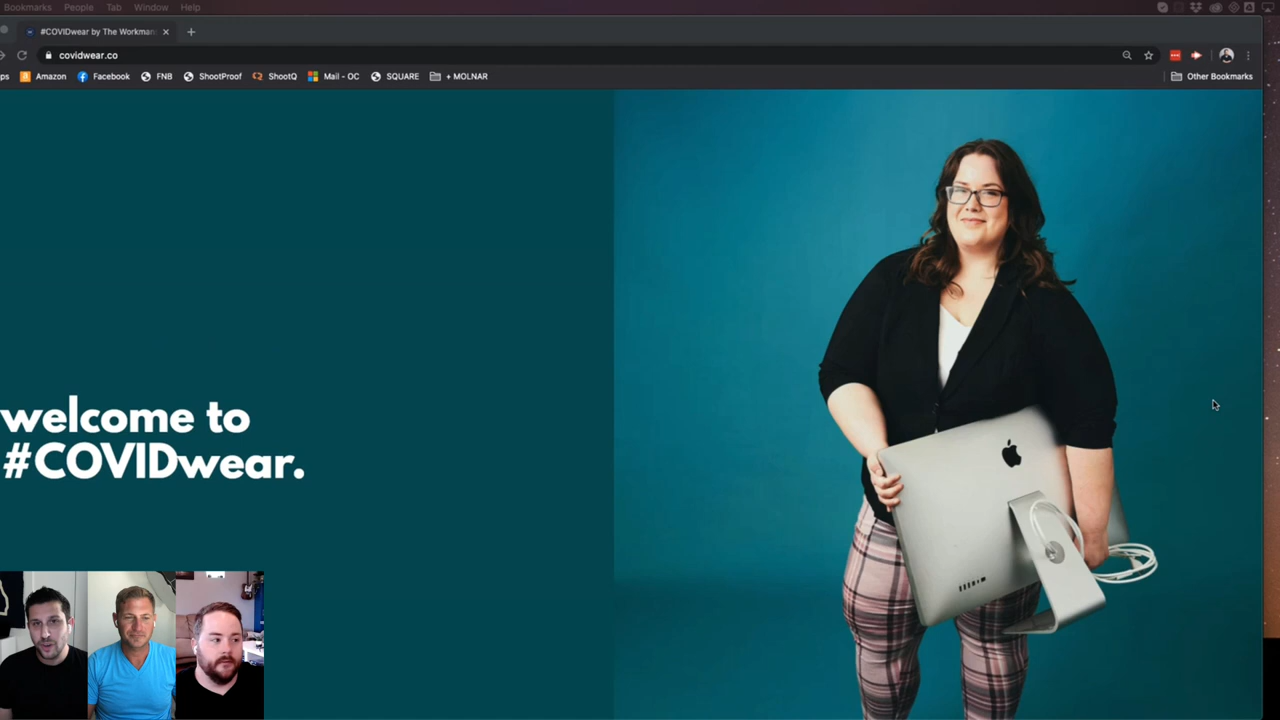 Bookmarks People Tab Window Help
#COVIDwear by The Workman
covidwear.co
ps Amazon Facebook FNB ShootProof ShootQ Mail - OC SQUARE + MOLNAR Other Bookmarks
welcome to
#COVIDwear.